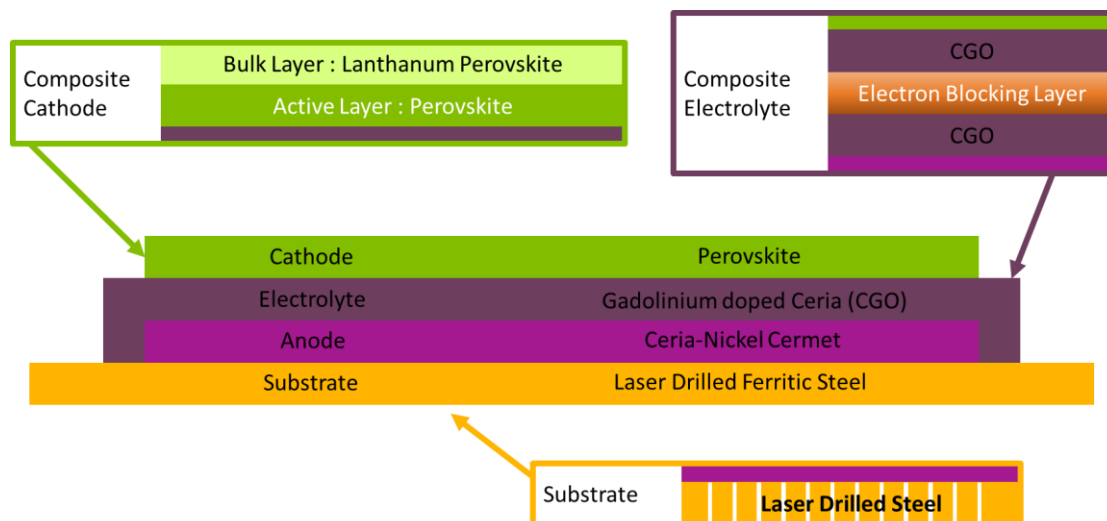 Composite
Cathode
Bulk Layer : Lanthanum Perovskite
Active Layer : Perovskite
Composite
Electrolyte
CGO
Electron Blocking Layer
CGO
Cathode Perovskite
Electrolyte Gadolinium doped Ceria (CGO)
Anode Ceria-Nickel Cermet
Substrate Laser Drilled Ferritic Steel
Substrate Laser Drilled Steel